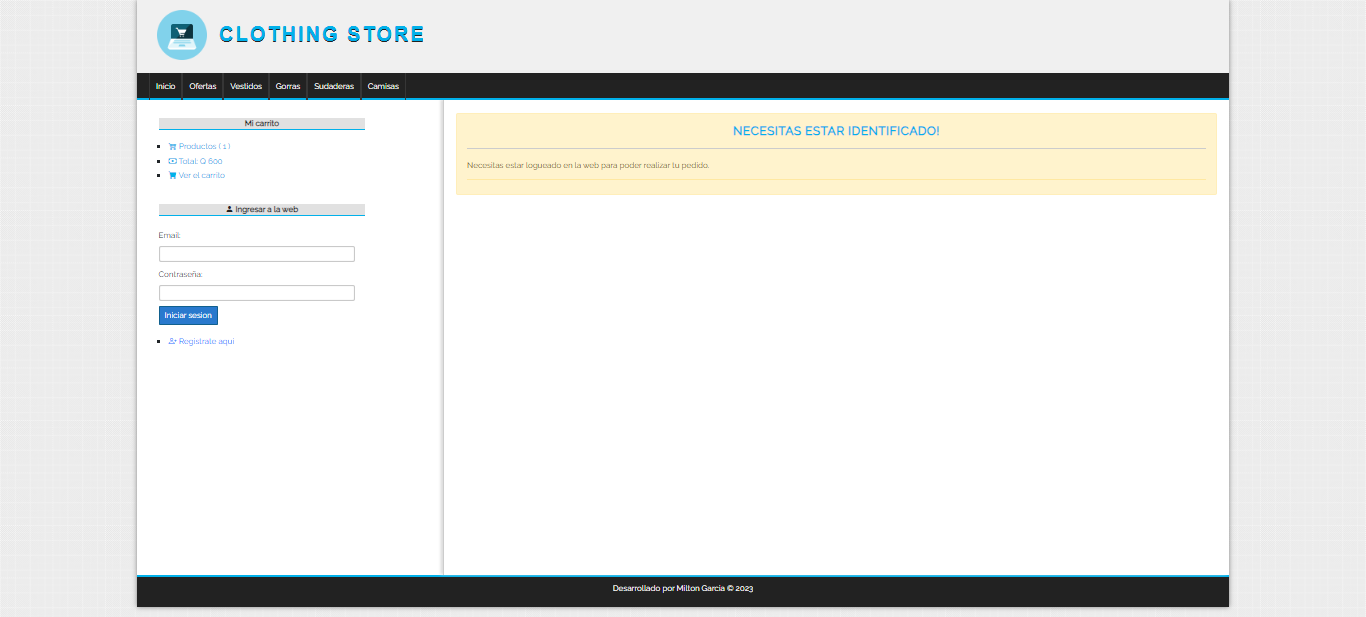 CLOTHING STORE
Inicio Ofertas Vestidos Gorras Sudaderas Camisas
Mi carrito
Productos ( 1 )
Total: Q 600
Ver el carrito
Ingresar a la web
Email:
Contraseña:
Iniciar sesion
Registrate aqui
NECESITAS ESTAR IDENTIFICADO!
Necesitas estar logueado en la web para poder realizar tu pedido.
Desarrollado por Milton Garcia © 2023